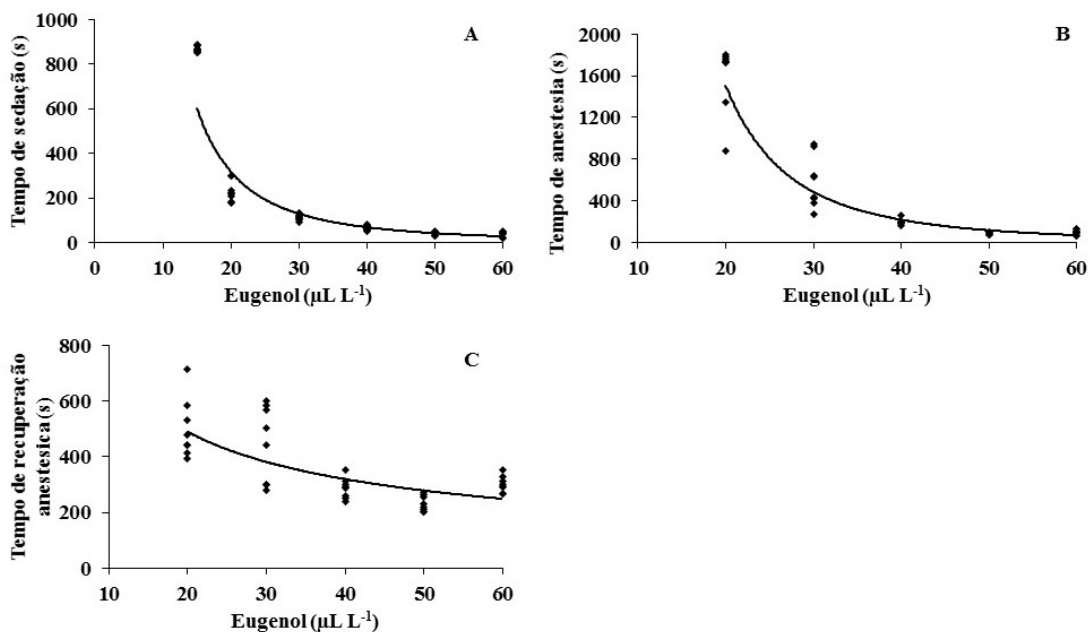 A
Tempo de sedação (s)
1000
800
600
400
200
0
0 10 20 30 40 50 60
Eugenol (µL L-1)
B
Tempo de anestesia (s)
2000
1600
1200
800
400
0
10 20 30 40 50 60
Eugenol (µL L-1)
C
Tempo de recuperação
anestesica (s)
800
600
400
200
0
10 20 30 40 50 60
Eugenol (µL L-1)